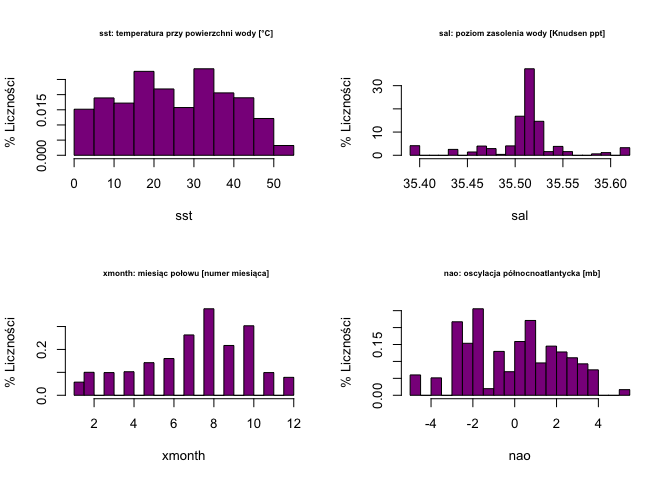 sst: temperatura przy powierzchni wody [°C]
% Liczności
0.000 0.015
0 10 20 30 40 50
sst
sal: poziom zasolenia wody [Knudsen ppt]
% Liczności
0 10 30
35.40 35.45 35.50 35.55 35.60
sal
xmonth: miesiąc połowu [numer miesiąca]
% Liczności
0.0 0.2
2 4 6 8 10 12
xmonth
nao: oscylacja północnoatlantycka [mb]
% Liczności
0.00 0.15
-4 -2 0 2 4
nao